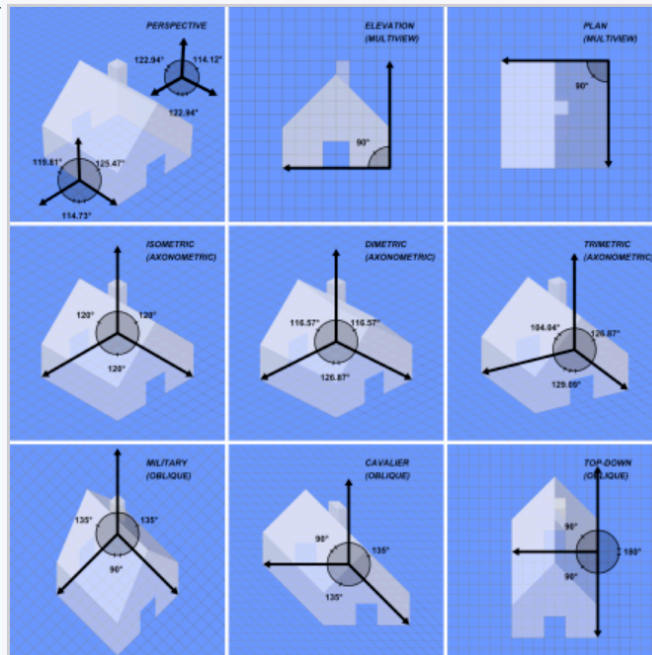 PERSPECTIVE
122.94° 114.12°
122.94°
119.81° 125.47°
114.73°
ELEVATION
(MULTIVIEW)
90°
PLAN
(MULTIVIEW)
90°
ISOMETRIC
(AXONOMETRIC)
120° 120°
120°
DIMETRIC
(AXONOMETRIC)
116.57° 116.57°
126.87°
TRIMETRIC
(AXONOMETRIC)
104.04° 126.87°
129.09°
MILITARY
(OBLIQUE)
135° 135°
90°
CAVALIER
(OBLIQUE)
90° 135°
135°
TOP-DOWN
(OBLIQUE)
90°
180°
90°